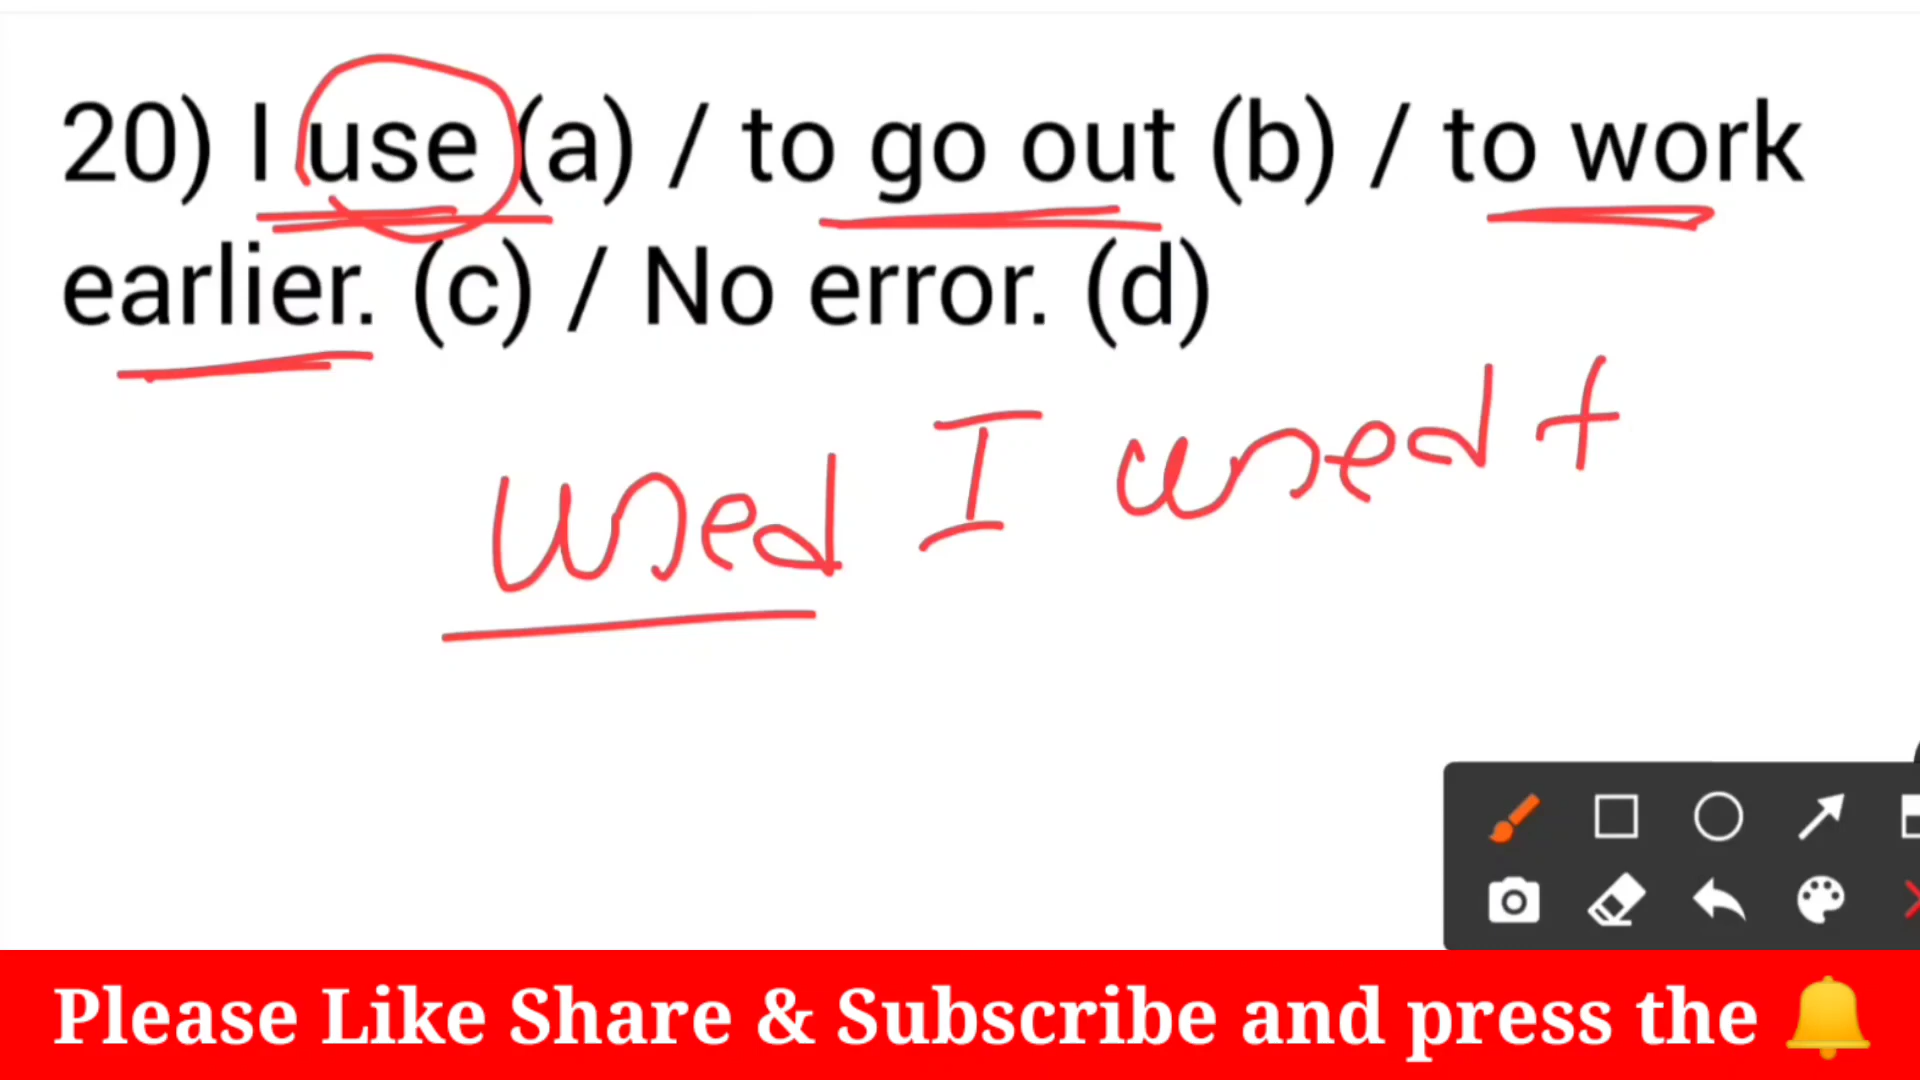 20) I use (a) / to go out (b) / to work
earlier. (c) / No error. (d)
used I used t
Please Like Share & Subscribe and press the 🔔